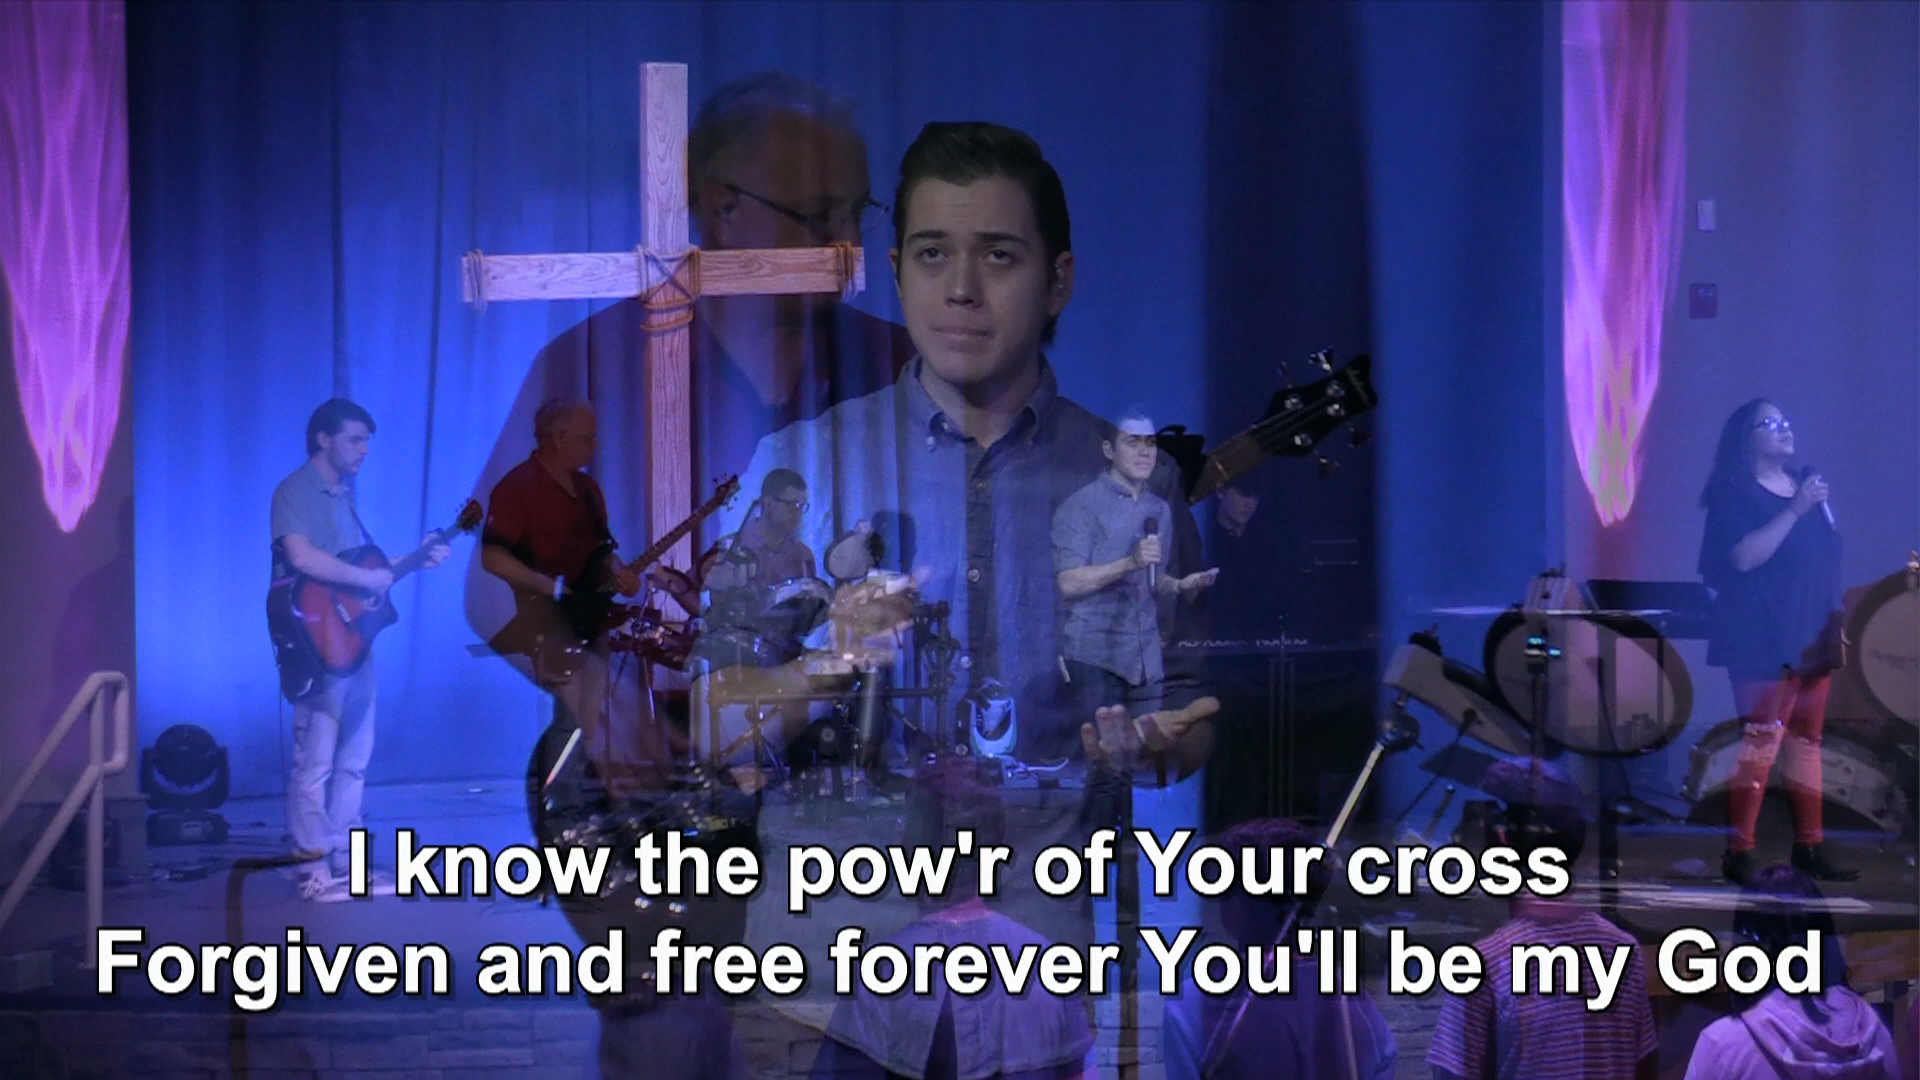 I know the pow'r of Your cross
Forgiven and free forever You'll be my God